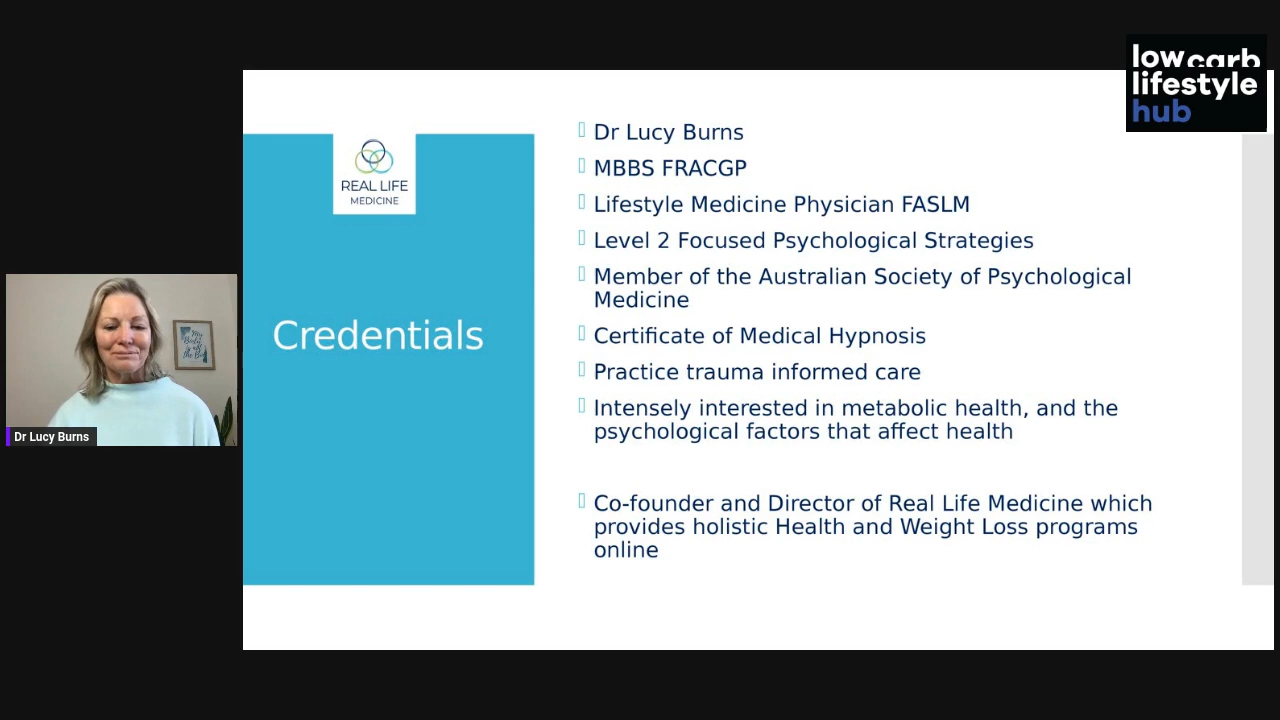 low carb
lifestyle
hub
REAL LIFE
MEDICINE
Credentials
Dr Lucy Burns
MBBS FRACGP
Lifestyle Medicine Physician FASLM
Level 2 Focused Psychological Strategies
Member of the Australian Society of Psychological
Medicine
Certificate of Medical Hypnosis
Practice trauma informed care
Intensely interested in metabolic health, and the
psychological factors that affect health
Co-founder and Director of Real Life Medicine which
provides holistic Health and Weight Loss programs
online
Dr Lucy Burns